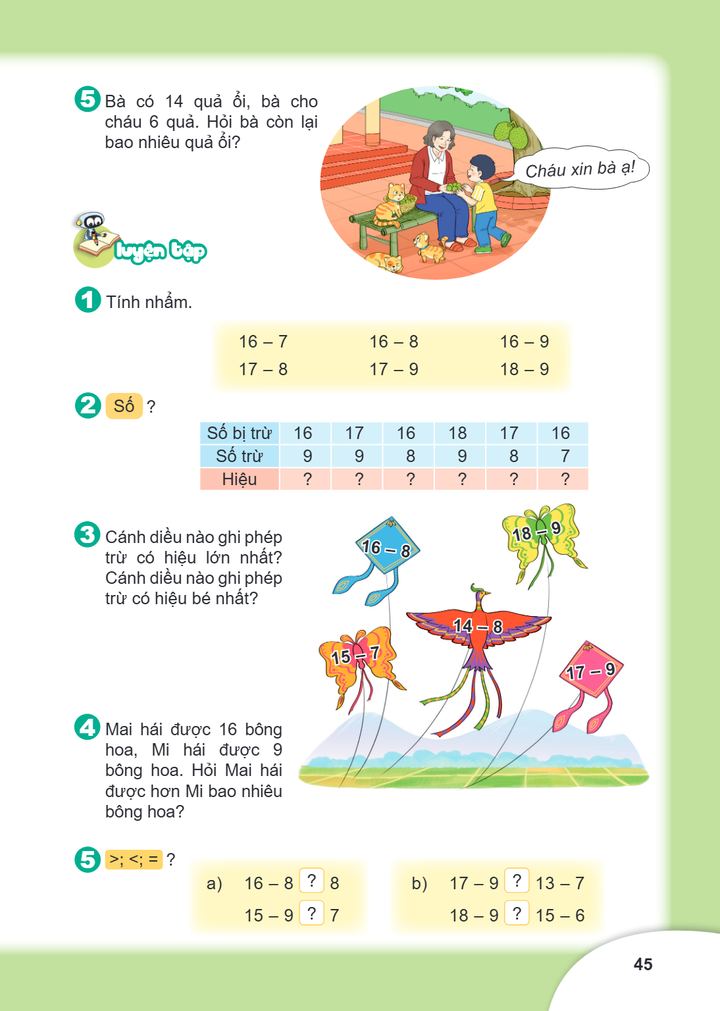 5 Bà có 14 quả ổi, bà cho
cháu 6 quả. Hỏi bà còn lại
bao nhiêu quả ổi?
Cháu xin bà ạ!
luyện tập
1 Tính nhẩm.
16 – 7 16 – 8 16 – 9
17 – 8 17 – 9 18 – 9
2 Số ?
Số bị trừ 16 17 16 18 17 16
Số trừ 9 9 8 9 8 7
Hiệu ? ? ? ? ? ?
3 Cánh diều nào ghi phép
trừ có hiệu lớn nhất?
Cánh diều nào ghi phép
trừ có hiệu bé nhất?
16 – 8
18 – 9
14 – 8
15 – 7
17 – 9
4 Mai hái được 16 bông
hoa, Mi hái được 9
bông hoa. Hỏi Mai hái
được hơn Mi bao nhiêu
bông hoa?
5 >; <; = ?
a) 16 – 8 ? 8 b) 17 – 9 ? 13 – 7
15 – 9 ? 7 18 – 9 ? 15 – 6
45